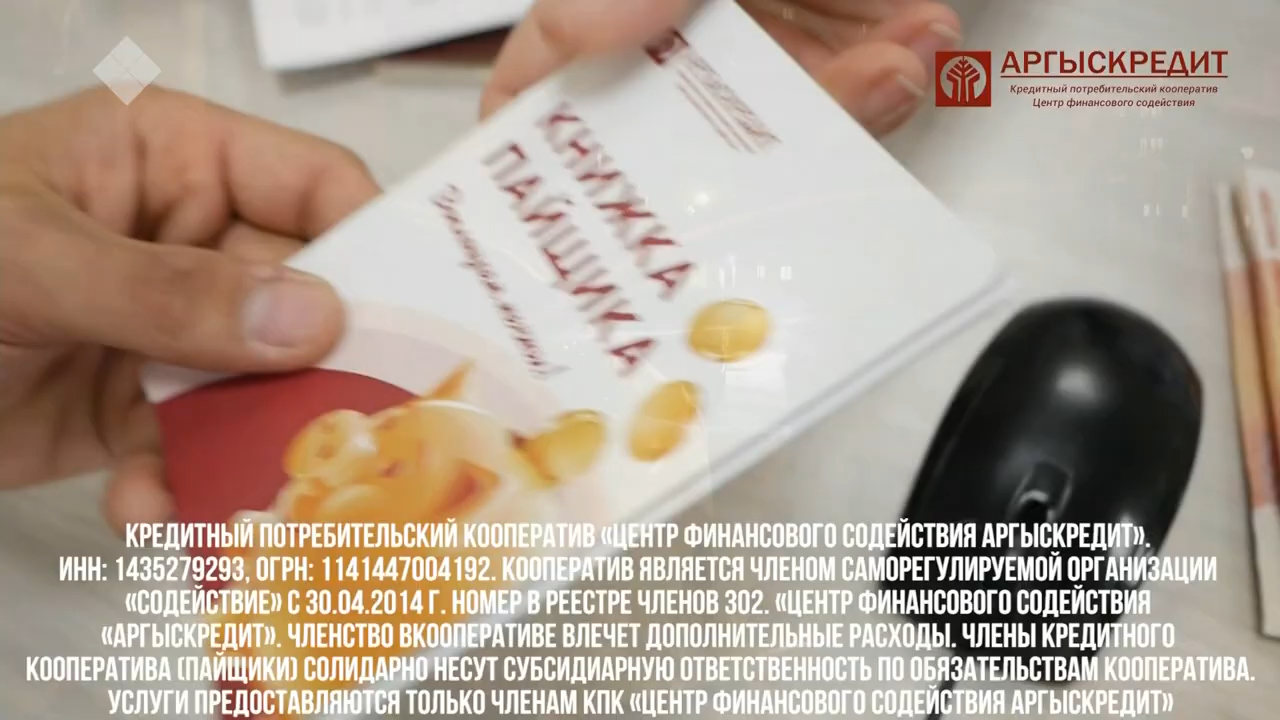 АРГЫСКРЕДИТ
Кредитный потребительский кооператив
Центр финансового содействия
КНИЖКА
ПАЙЩИКА
КРЕДИТНЫЙ ПОТРЕБИТЕЛЬСКИЙ КООПЕРАТИВ «ЦЕНТР ФИНАНСОВОГО СОДЕЙСТВИЯ АРГЫСКРЕДИТ».
ИНН: 1435279293, ОГРН: 1141447004192. КООПЕРАТИВ ЯВЛЯЕТСЯ ЧЛЕНОМ САМОРЕГУЛИРУЕМОЙ ОРГАНИЗАЦИИ
«СОДЕЙСТВИЕ» С 30.04.2014 Г. НОМЕР В РЕЕСТРЕ ЧЛЕНОВ 302. «ЦЕНТР ФИНАНСОВОГО СОДЕЙСТВИЯ
«АРГЫСКРЕДИТ». ЧЛЕНСТВО ВКООПЕРАТИВЕ ВЛЕЧЕТ ДОПОЛНИТЕЛЬНЫЕ РАСХОДЫ. ЧЛЕНЫ КРЕДИТНОГО
КООПЕРАТИВА (ПАЙЩИКИ) СОЛИДАРНО НЕСУТ СУБСИДИАРНУЮ ОТВЕТСТВЕННОСТЬ ПО ОБЯЗАТЕЛЬСТВАМ КООПЕРАТИВА.
УСЛУГИ ПРЕДОСТАВЛЯЮТСЯ ТОЛЬКО ЧЛЕНАМ КПК «ЦЕНТР ФИНАНСОВОГО СОДЕЙСТВИЯ АРГЫСКРЕДИТ»